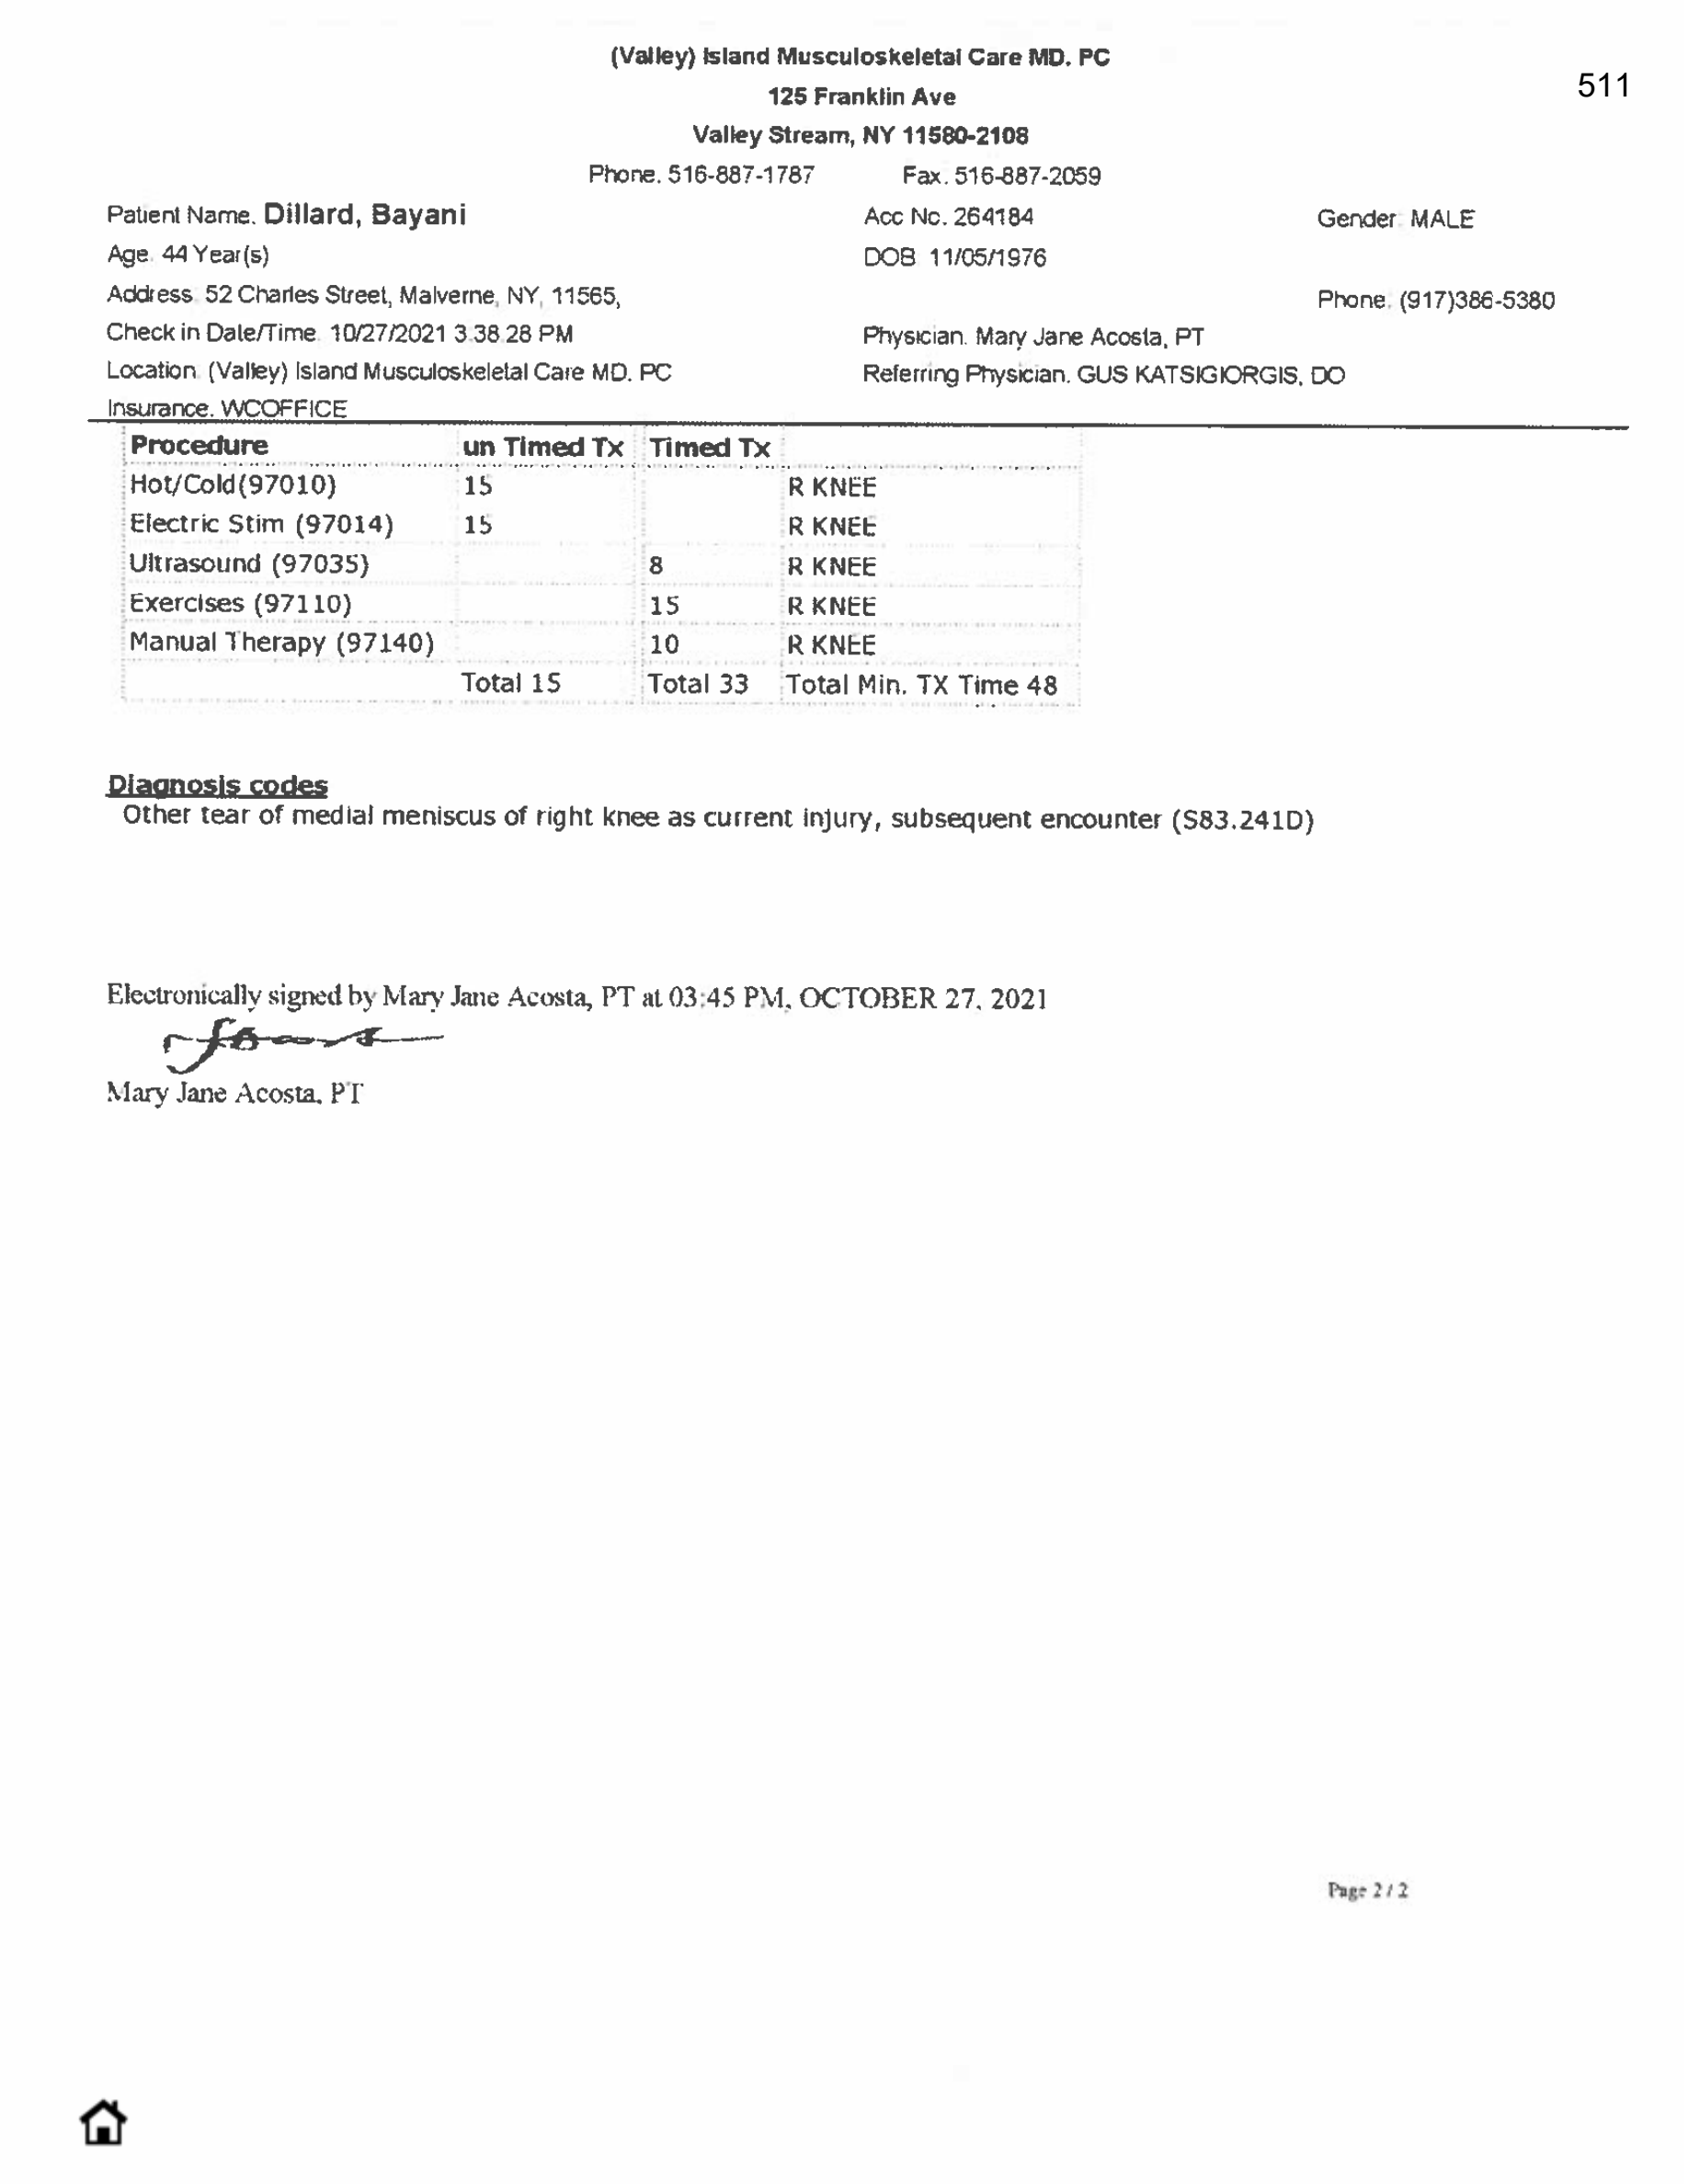 (Valley) Island Musculoskeletal Care MD. PC
511
125 Franklin Ave
Valley Stream, NY 11580-2108
Phone. 516-887-1787 Fax. 516-887-2059
Patient Name. Dillard, Bayani Acc No. 264184 Gender MALE
Age. 44 Year(s) DOB 11/05/1976
Address. 52 Charles Street, Malverne, NY, 11565, Phone. (917)386-5380
Check in Date/Time. 10/27/2021 3.38.28 PM Physician. Mary Jane Acosta, PT
Location. (Valley) Island Musculoskeletal Care MD. PC Referring Physician. GUS KATSIGIORGIS, DO
Insurance. WCOFFICE
Procedure un Timed Tx Timed Tx
Hot/Cold(97010) 15 R KNEE
Electric Stim (97014) 15 R KNEE
Ultrasound (97035) 8 R KNEE
Exercises (97110) 15 R KNEE
Manual Therapy (97140) 10 R KNEE
Total 15 Total 33 Total Min. TX Time 48
Diagnosis codes
Other tear of medial meniscus of right knee as current injury, subsequent encounter (S83.241D)
Electronically signed by Mary Jane Acosta, PT at 03:45 PM, OCTOBER 27, 2021
Mary Jane Acosta, PT
Page 2 / 2